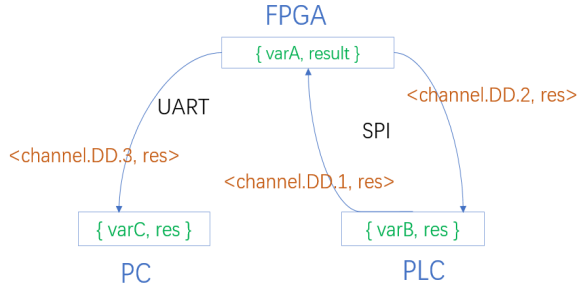 FPGA
{ varA, result }
<channel.DD.2, res>
UART
SPI
<channel.DD.3, res>
<channel.DD.1, res>
{ varC, res }
{ varB, res }
PC
PLC